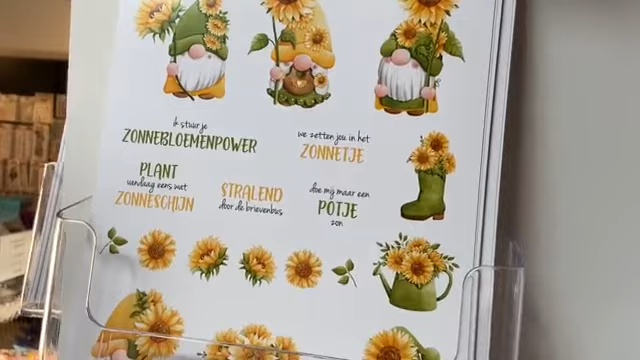 ik stuur je
ZONNEBLOEMENPOWER
we zetten jou in het
ZONNETJE
PLANT
vandaag eens wat
ZONNESCHIJN
STRALEND
door de brievenbus
doe mij maar een
POTJE
zon